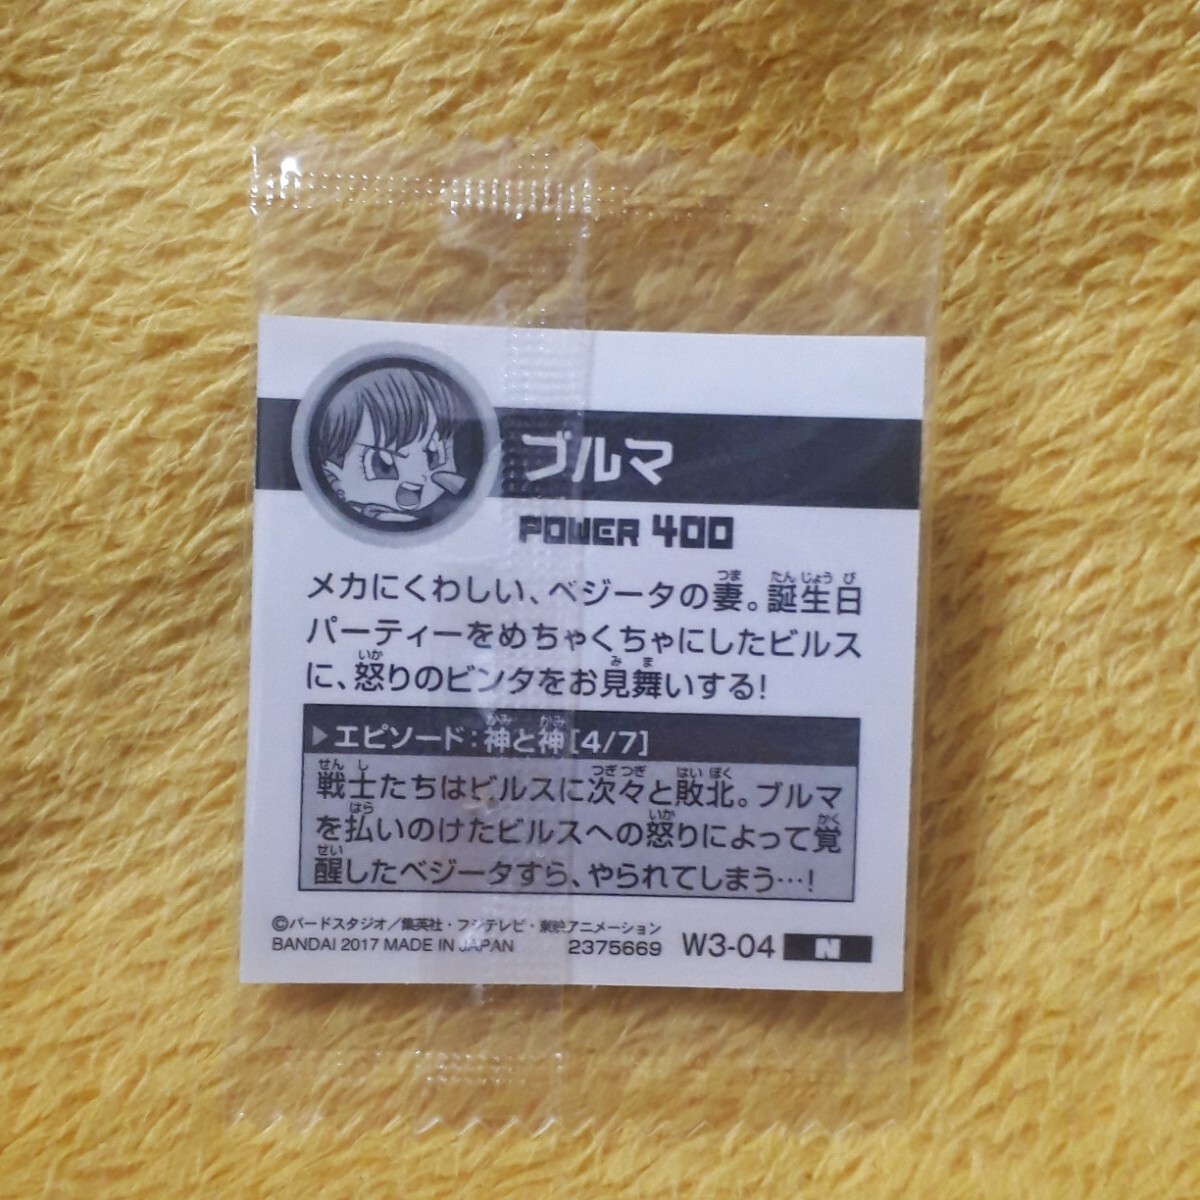 ブルマ
POWER 400
メカにくわしい、ベジータの妻。誕生日
パーティーをめちゃくちゃにしたビルス
に、怒りのビンタをお見舞いする!
▶エピソード:神と神[4/7]
戦士たちはビルスに次々と敗北。ブルマ
を払いのけたビルスへの怒りによって覚
醒したベジータすら、やられてしまう…!
©バードスタジオ/集英社・フジテレビ・東映アニメーション
BANDAI 2017 MADE IN JAPAN 2375669 W3-04 N